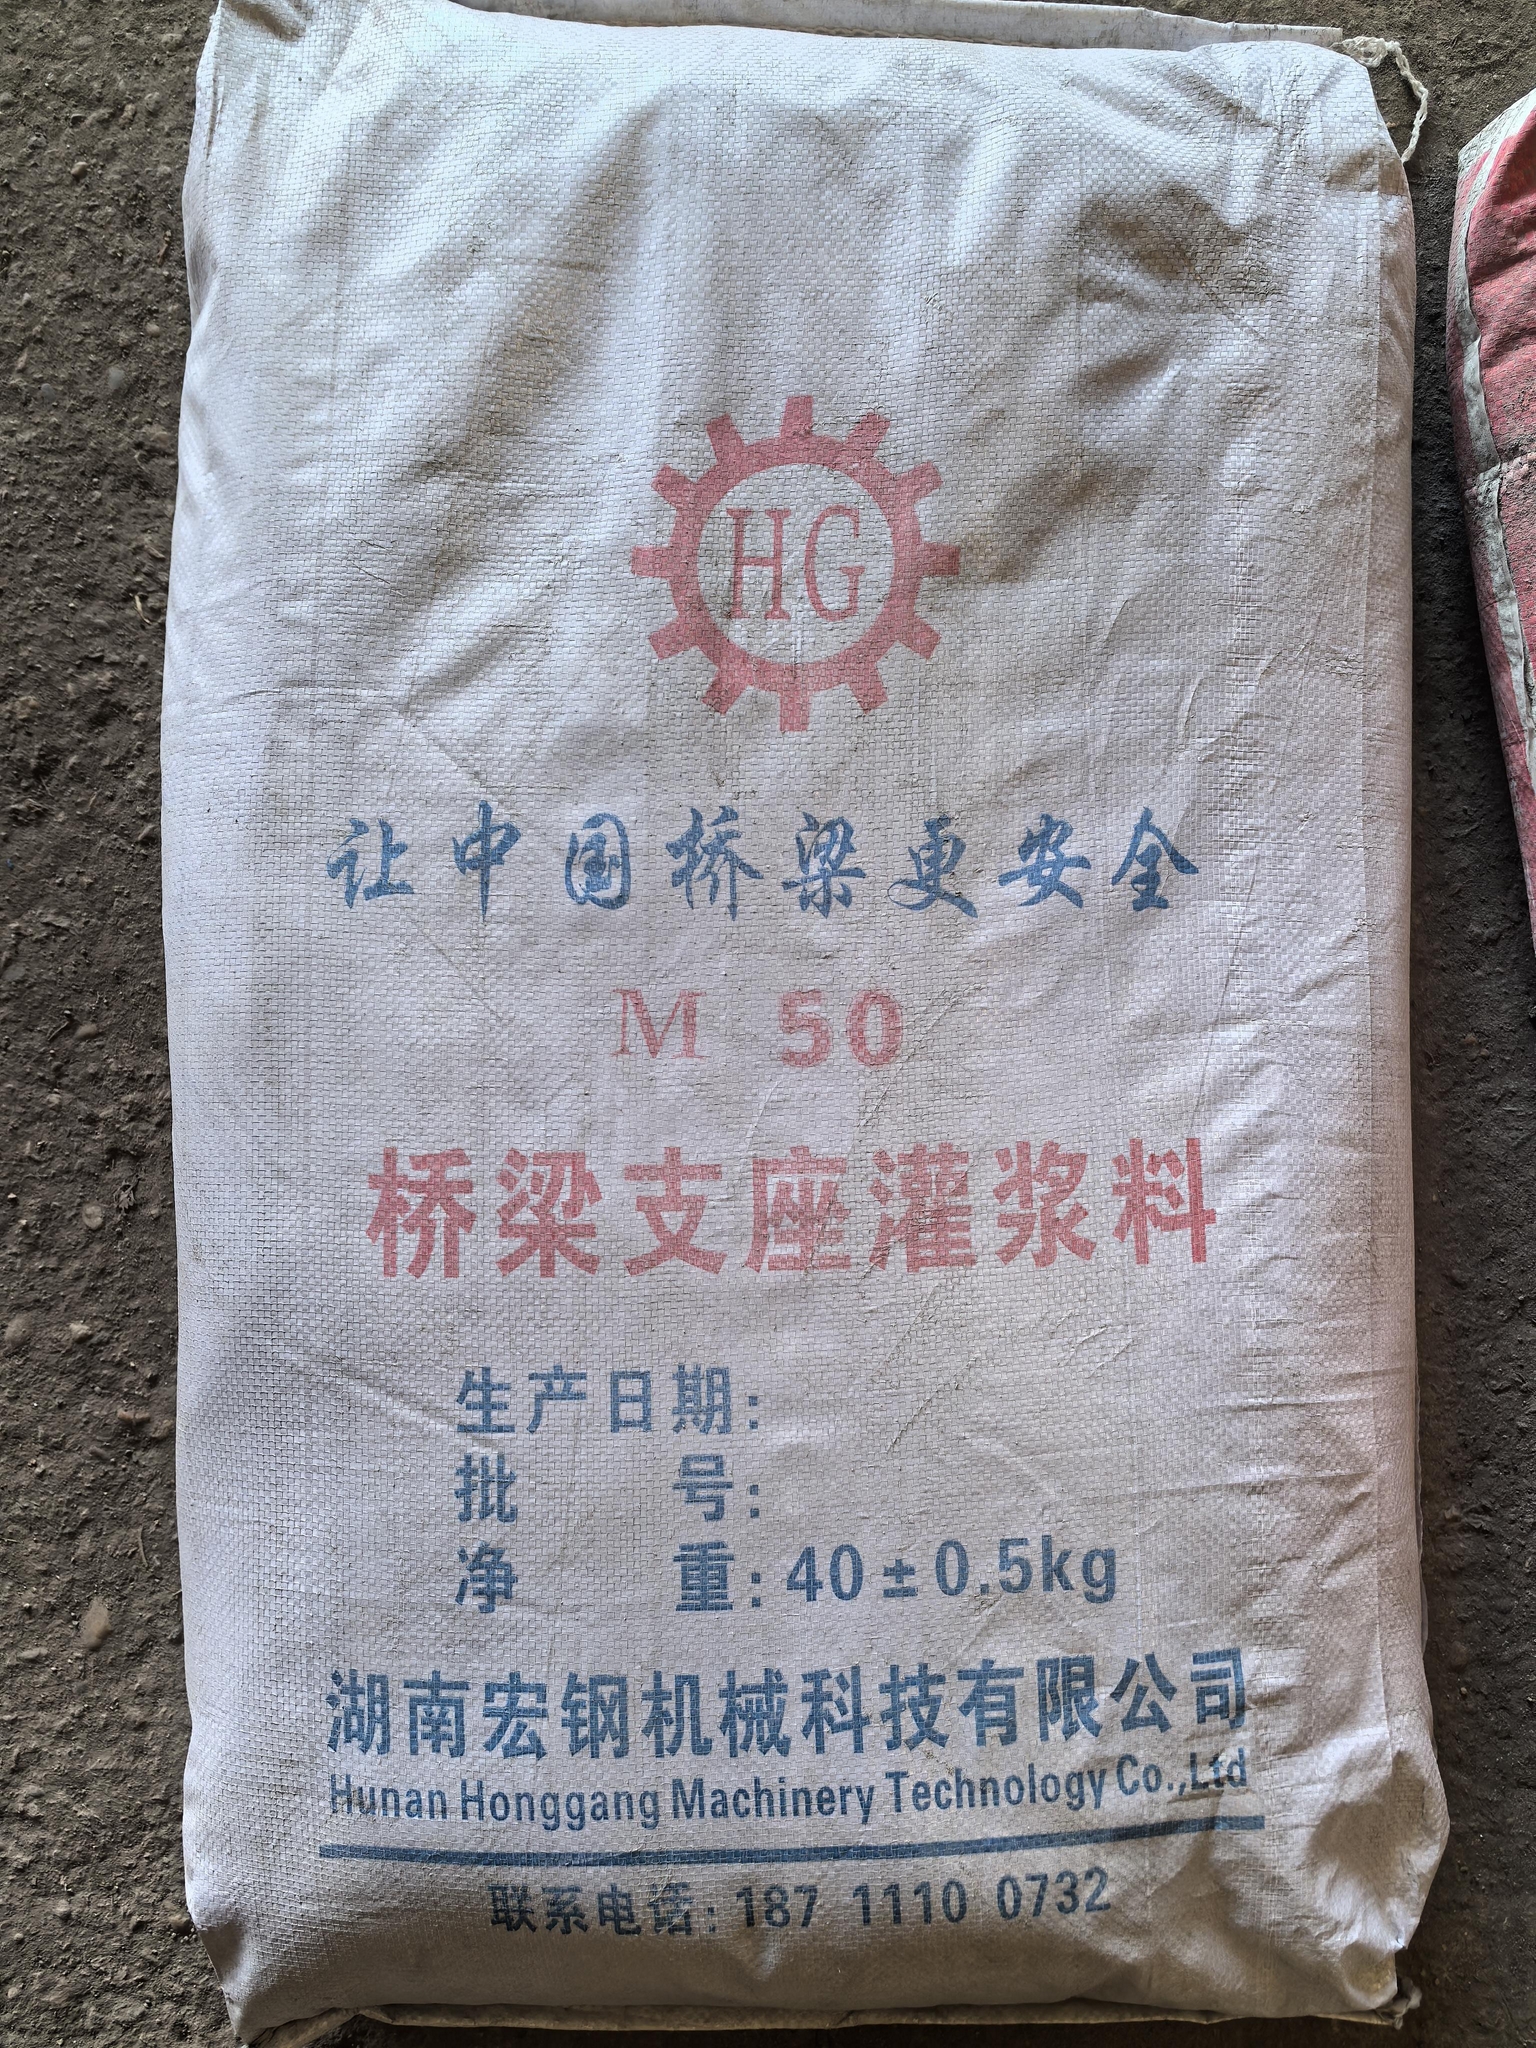 HG
让中国桥梁更安全
M 50
桥梁支座灌浆料
生产日期:
批 号:
净 重: 40±0.5kg
湖南宏钢机械科技有限公司
Hunan Honggang Machinery Technology Co.,Ltd
联系电话: 187 1110 0732